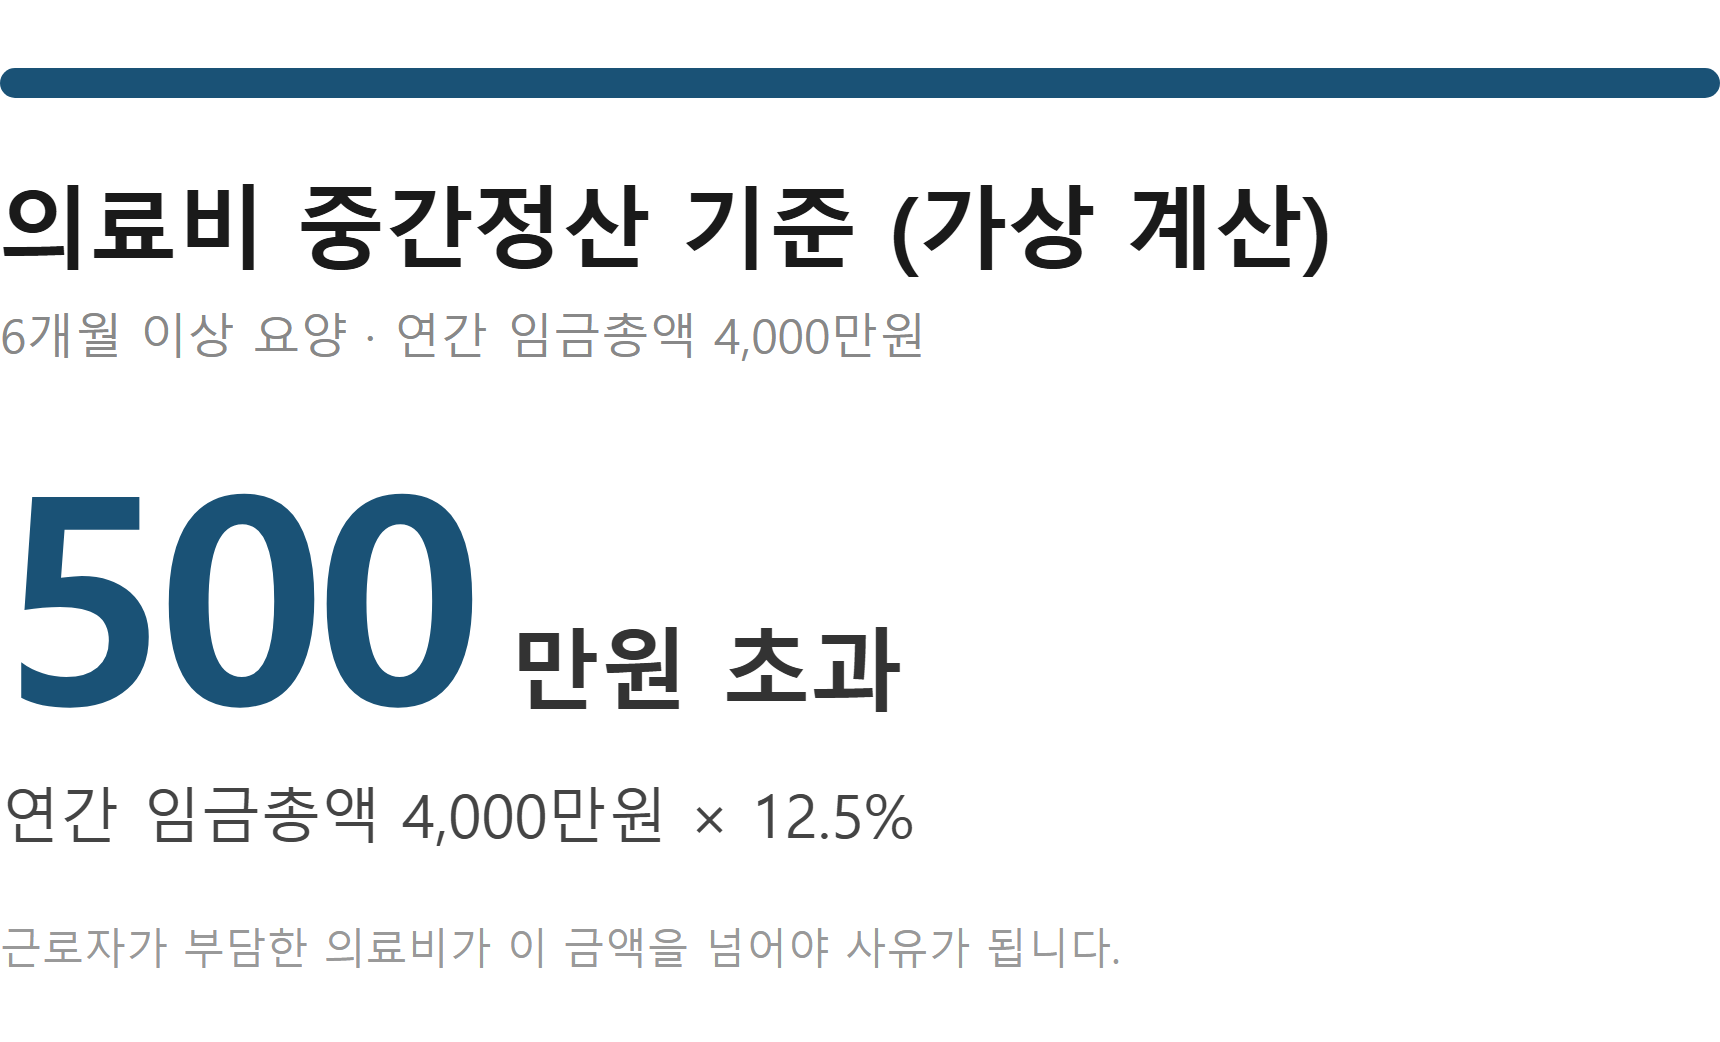 의료비 중간정산 기준 (가상 계산)
6개월 이상 요양 · 연간 임금총액 4,000만원
500 만원 초과
연간 임금총액 4,000만원 × 12.5%
근로자가 부담한 의료비가 이 금액을 넘어야 사유가 됩니다.